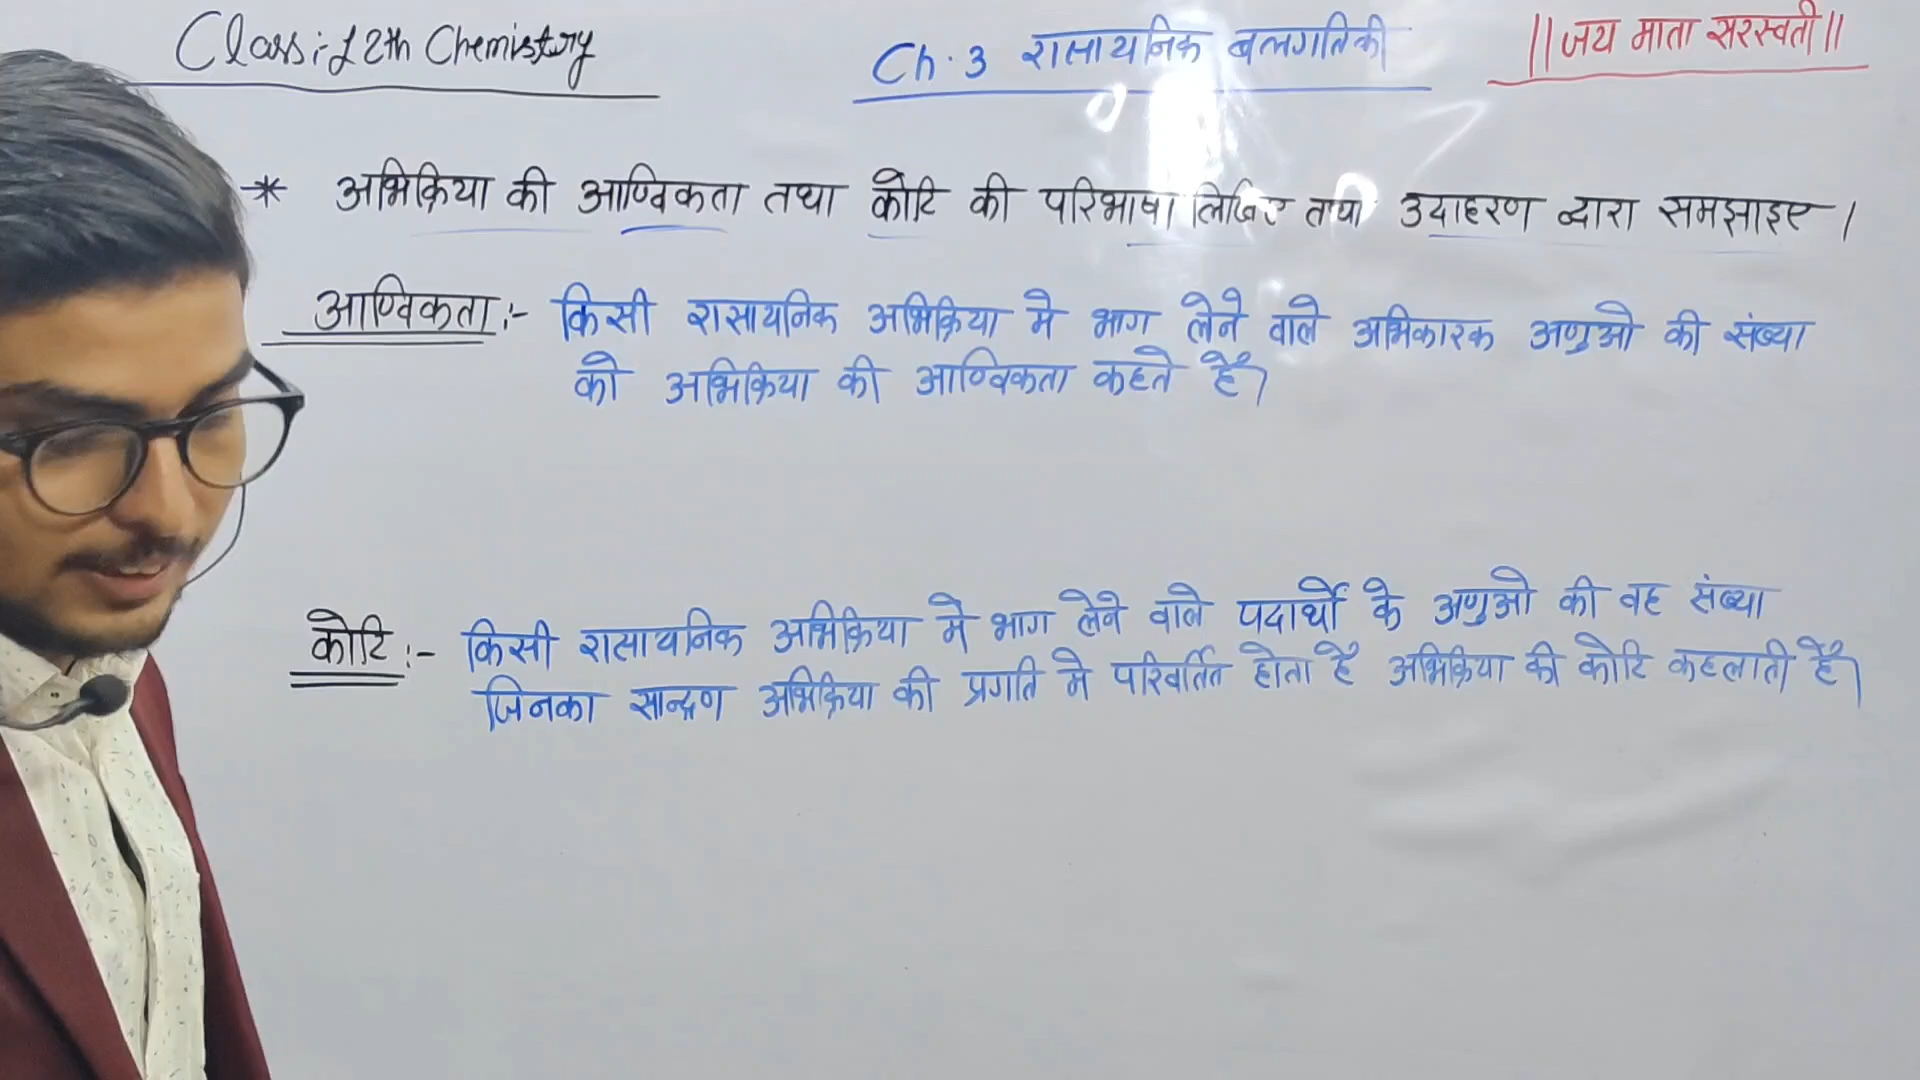 Class:- 12th Chemistry
Ch. 3 रासायनिक बलगतिकी
||जय माता सरस्वती||
* अभिक्रिया की आण्विकता तथा कोटि की परिभाषा लिखिए तथा उदाहरण द्वारा समझाइए।
आण्विकता:- किसी रासायनिक अभिक्रिया मे भाग लेने वाले अभिकारक अणुओ की संख्या
को अभिक्रिया की आण्विकता कहते हैं।
कोटि:- किसी रासायनिक अभिक्रिया मे भाग लेने वाले पदार्थों के अणुओ की वह संख्या
जिनका सान्द्रण अभिक्रिया की प्रगति मे परिवर्तित होता है अभिक्रिया की कोटि कहलाती हैं।